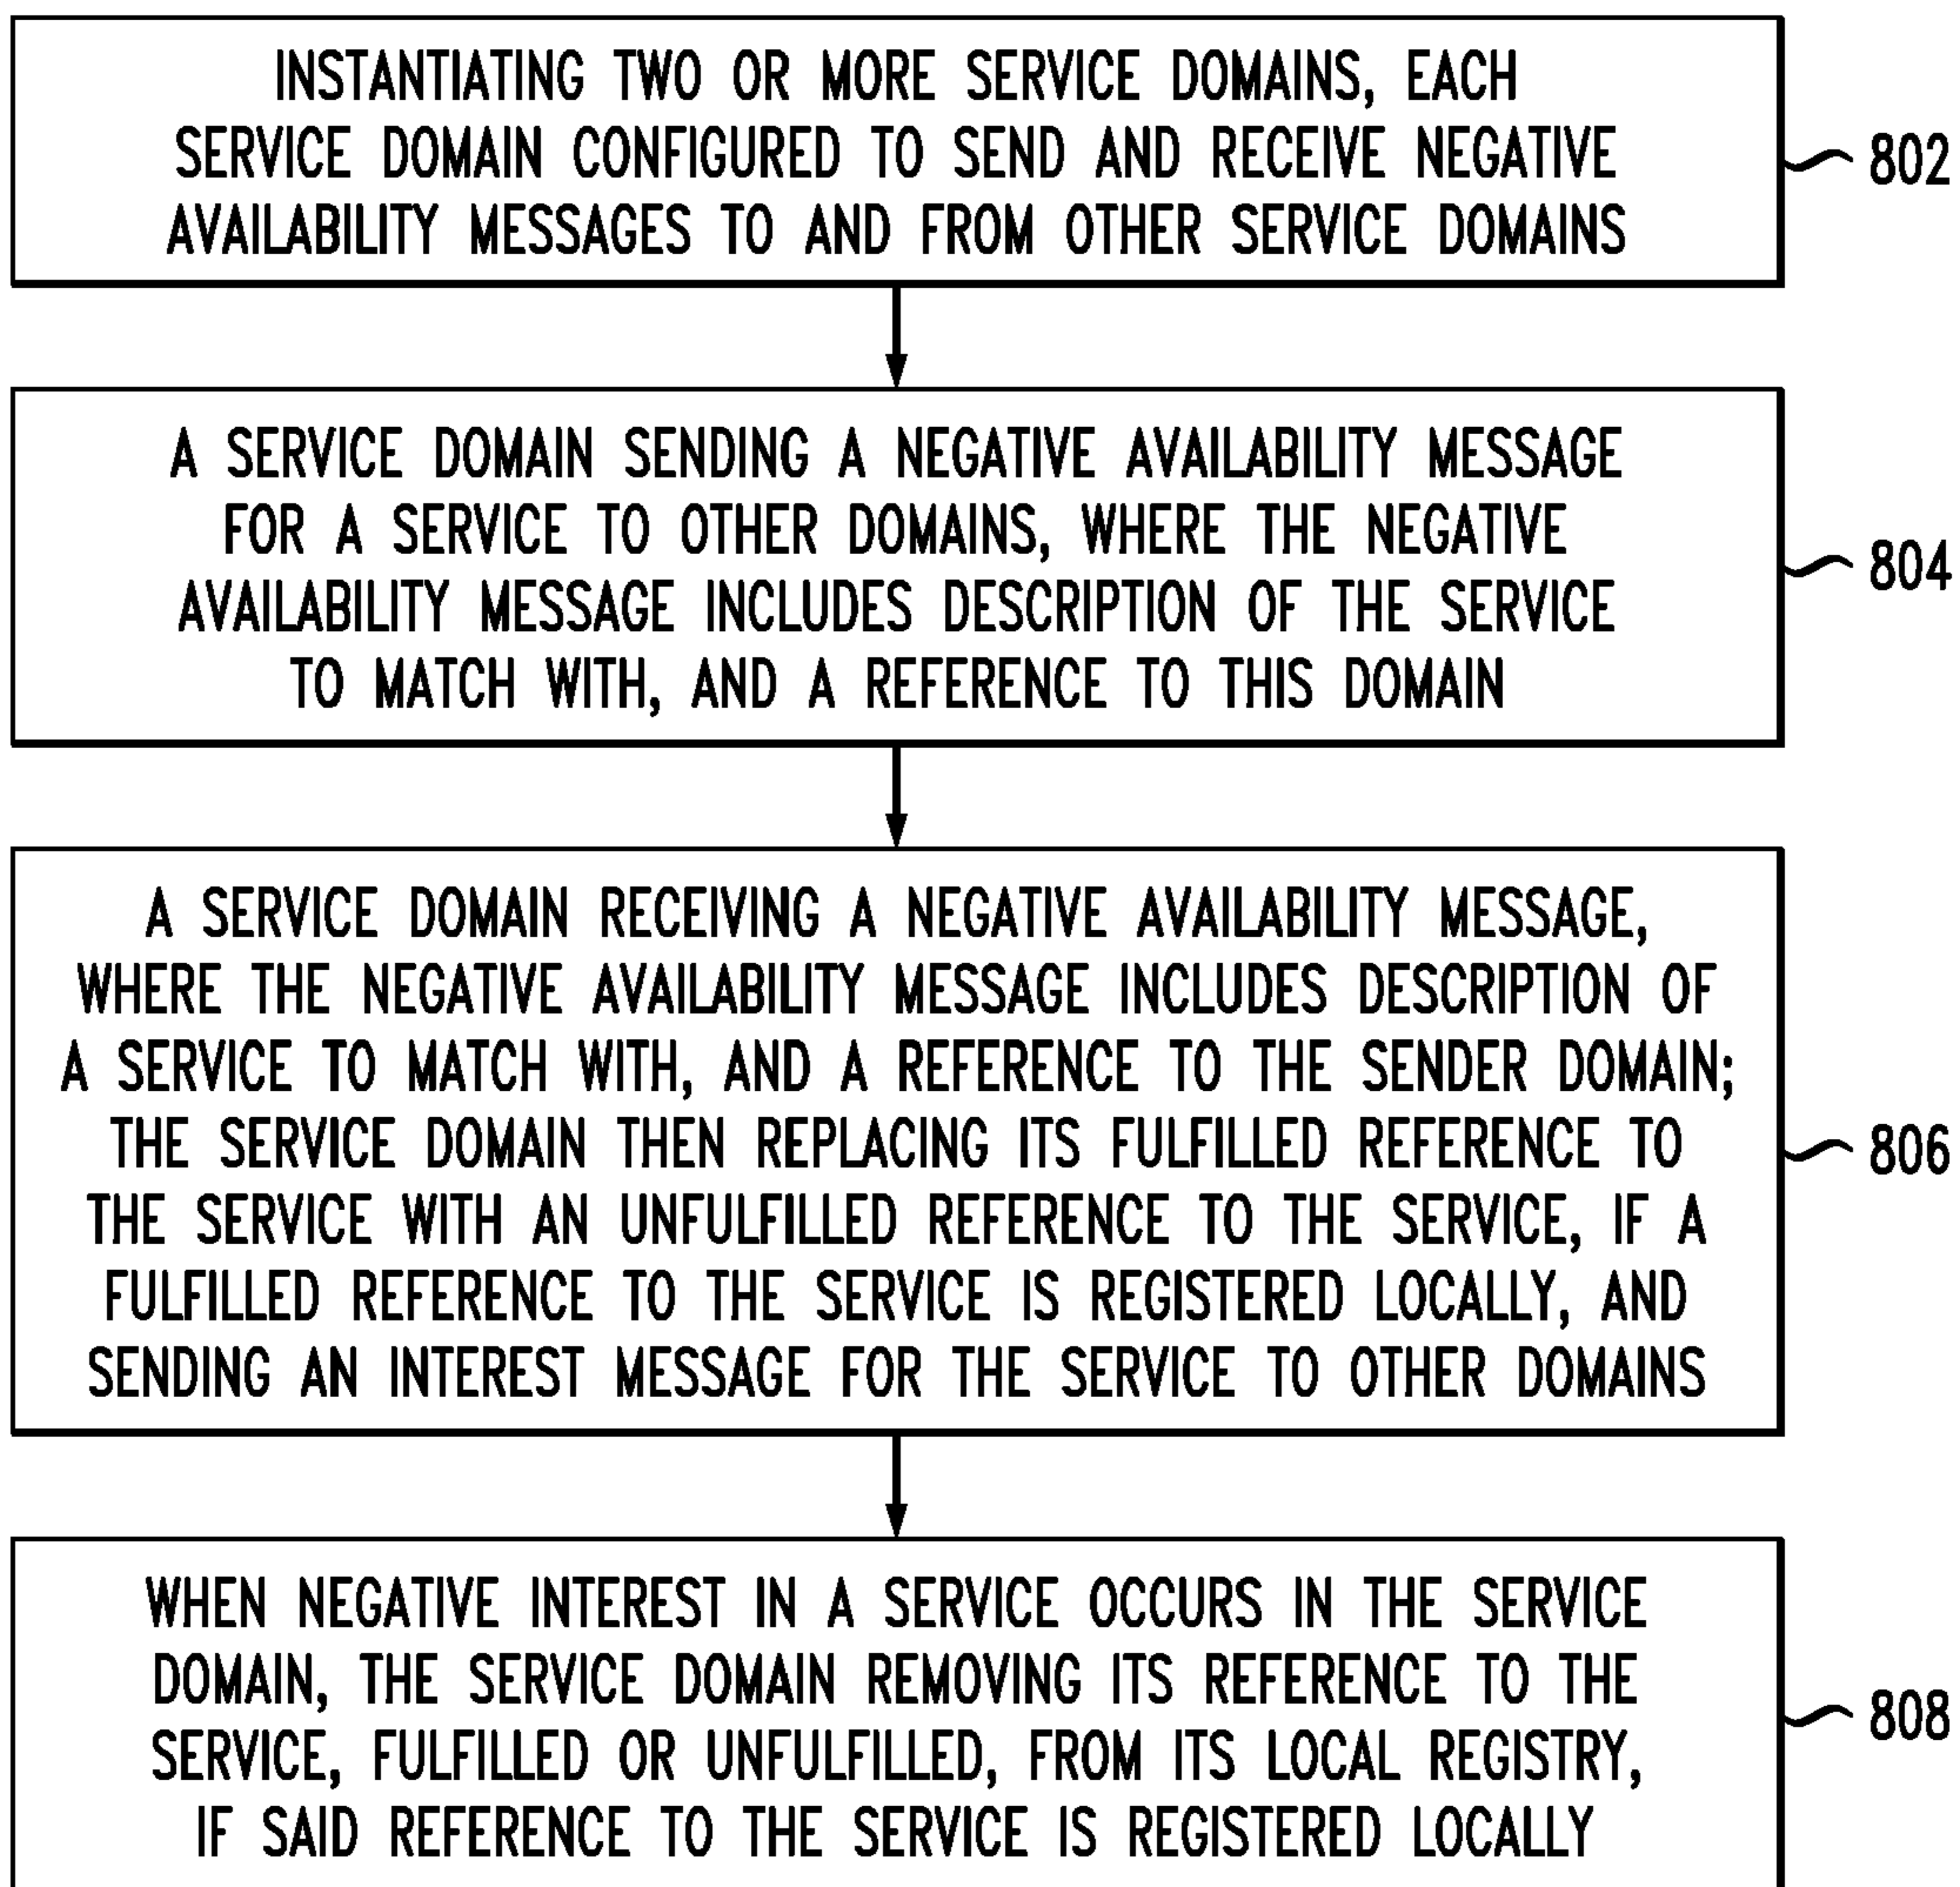 INSTANTIATING TWO OR MORE SERVICE DOMAINS, EACH
SERVICE DOMAIN CONFIGURED TO SEND AND RECEIVE NEGATIVE
AVAILABILITY MESSAGES TO AND FROM OTHER SERVICE DOMAINS
802
A SERVICE DOMAIN SENDING A NEGATIVE AVAILABILITY MESSAGE
FOR A SERVICE TO OTHER DOMAINS, WHERE THE NEGATIVE
AVAILABILITY MESSAGE INCLUDES DESCRIPTION OF THE SERVICE
TO MATCH WITH, AND A REFERENCE TO THIS DOMAIN
804
A SERVICE DOMAIN RECEIVING A NEGATIVE AVAILABILITY MESSAGE,
WHERE THE NEGATIVE AVAILABILITY MESSAGE INCLUDES DESCRIPTION OF
A SERVICE TO MATCH WITH, AND A REFERENCE TO THE SENDER DOMAIN;
THE SERVICE DOMAIN THEN REPLACING ITS FULFILLED REFERENCE TO
THE SERVICE WITH AN UNFULFILLED REFERENCE TO THE SERVICE, IF A
FULFILLED REFERENCE TO THE SERVICE IS REGISTERED LOCALLY, AND
SENDING AN INTEREST MESSAGE FOR THE SERVICE TO OTHER DOMAINS
806
WHEN NEGATIVE INTEREST IN A SERVICE OCCURS IN THE SERVICE
DOMAIN, THE SERVICE DOMAIN REMOVING ITS REFERENCE TO THE
SERVICE, FULFILLED OR UNFULFILLED, FROM ITS LOCAL REGISTRY,
IF SAID REFERENCE TO THE SERVICE IS REGISTERED LOCALLY
808